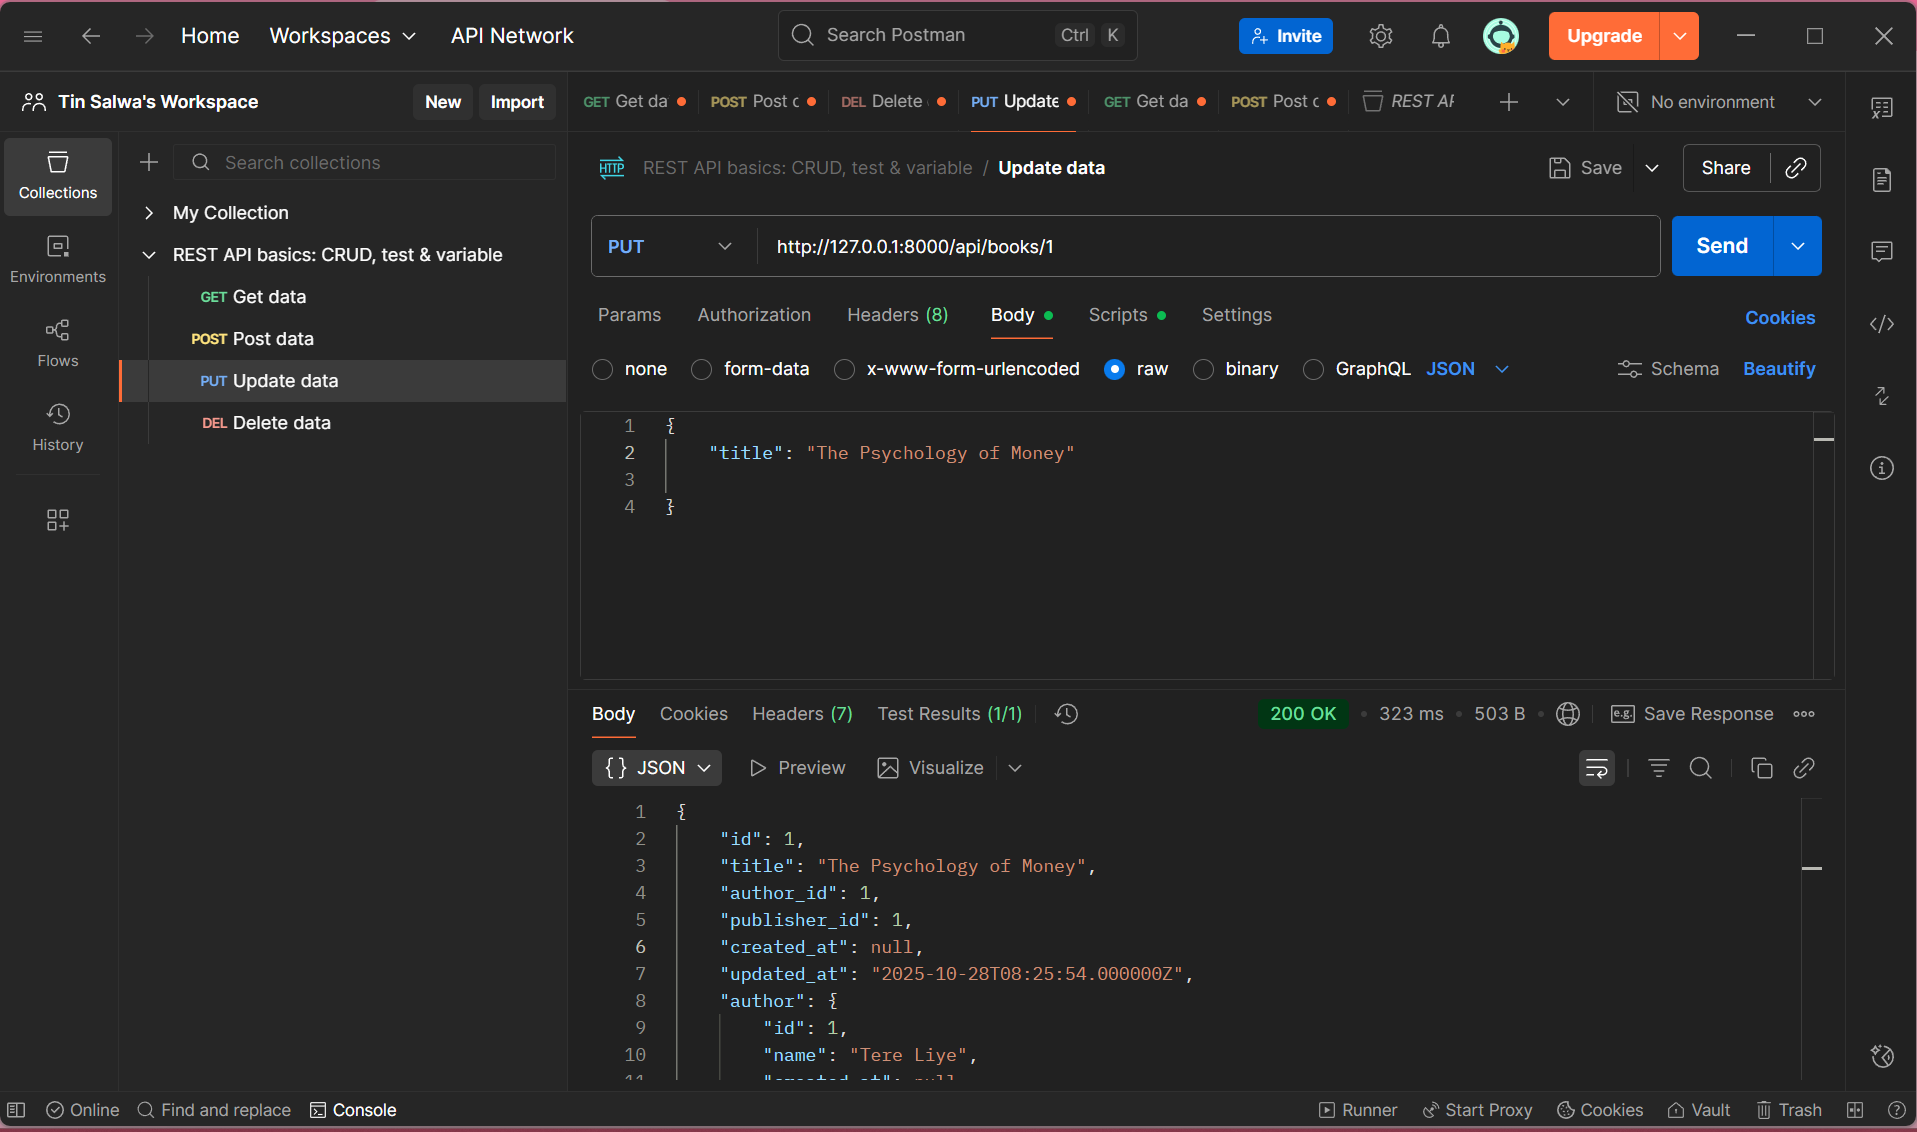 Home Workspaces API Network Search Postman Ctrl K Invite Upgrade
Tin Salwa's Workspace New Import GET Get da POST Post c DEL Delete PUT Update GET Get da POST Post c REST AF No environment
Collections
Environments
Flows
History
Search collections
My Collection
REST API basics: CRUD, test & variable
GET Get data
POST Post data
PUT Update data
DEL Delete data
HTTP REST API basics: CRUD, test & variable / Update data Save Share
PUT http://127.0.0.1:8000/api/books/1 Send
Params Authorization Headers (8) Body Scripts Settings Cookies
none form-data x-www-form-urlencoded raw binary GraphQL JSON Schema Beautify
1 {
2 "title": "The Psychology of Money"
3
4 }
Body Cookies Headers (7) Test Results (1/1) 200 OK • 323 ms • 503 B • e.g. Save Response
{} JSON Preview Visualize
1 {
2 "id": 1,
3 "title": "The Psychology of Money",
4 "author_id": 1,
5 "publisher_id": 1,
6 "created_at": null,
7 "updated_at": "2025-10-28T08:25:54.000000Z",
8 "author": {
9 "id": 1,
10 "name": "Tere Liye",
11 "created_at": null
Online Find and replace Console Runner Start Proxy Cookies Vault Trash